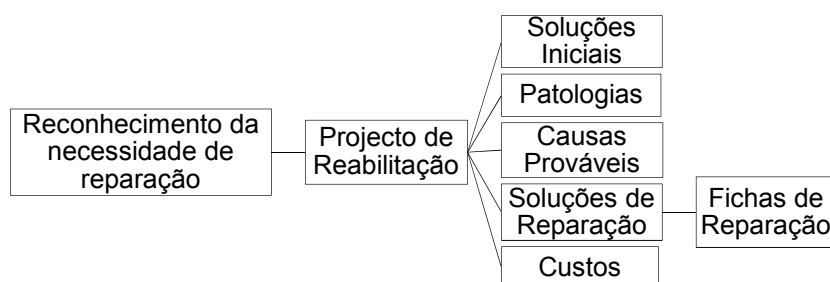 Reconhecimento da
necessidade de
reparação
Projecto de
Reabilitação
Soluções
Iniciais
Patologias
Causas
Prováveis
Soluções de
Reparação
Custos
Fichas de
Reparação